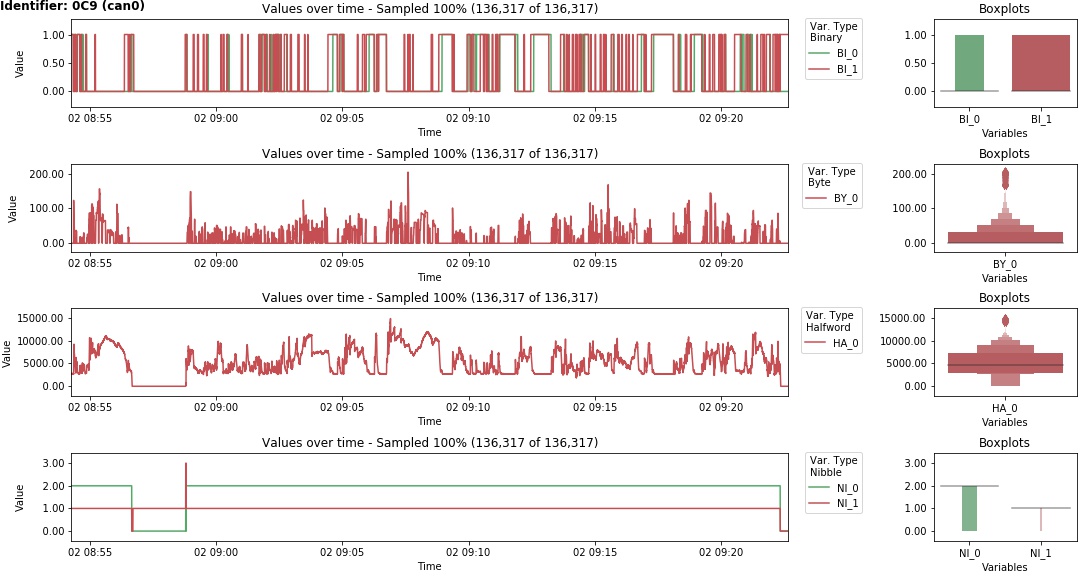 Identifier: 0C9 (can0)
Values over time - Sampled 100% (136,317 of 136,317)
Boxplots
Value
1.00
0.50
0.00
02 08:55
02 09:00
02 09:05
02 09:10
02 09:15
02 09:20
Time
Var. Type
Binary
BI_0
BI_1
1.00
0.50
0.00
BI_0
BI_1
Variables
Values over time - Sampled 100% (136,317 of 136,317)
Boxplots
Value
200.00
100.00
0.00
02 08:55
02 09:00
02 09:05
02 09:10
02 09:15
02 09:20
Time
Var. Type
Byte
BY_0
200.00
100.00
0.00
BY_0
Variables
Values over time - Sampled 100% (136,317 of 136,317)
Boxplots
Value
15000.00
10000.00
5000.00
0.00
02 08:55
02 09:00
02 09:05
02 09:10
02 09:15
02 09:20
Time
Var. Type
Halfword
HA_0
15000.00
10000.00
5000.00
0.00
HA_0
Variables
Values over time - Sampled 100% (136,317 of 136,317)
Boxplots
Value
3.00
2.00
1.00
0.00
02 08:55
02 09:00
02 09:05
02 09:10
02 09:15
02 09:20
Time
Var. Type
Nibble
NI_0
NI_1
3.00
2.00
1.00
0.00
NI_0
NI_1
Variables